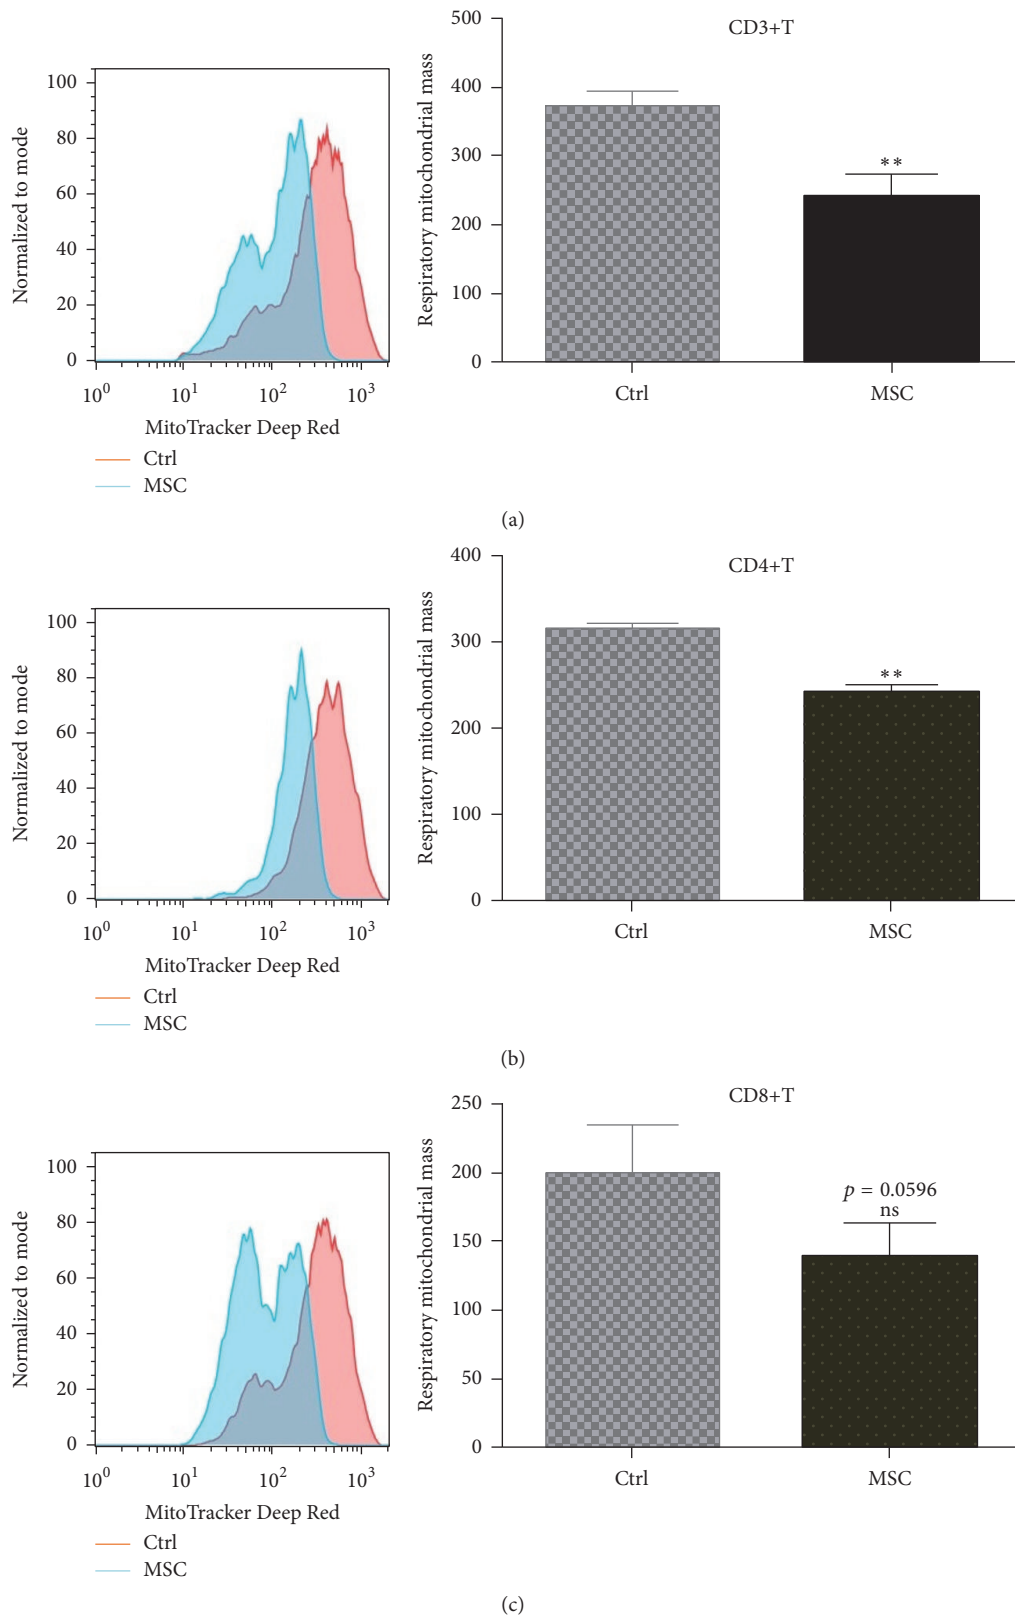 CD3+T
Normalized to mode
100
80
60
40
20
0
10⁰ 10¹ 10² 10³
MitoTracker Deep Red
Ctrl
MSC
Respiratory mitochondrial mass
500
400
300
200
100
0
**
Ctrl MSC
(a)
CD4+T
Normalized to mode
100
80
60
40
20
0
10⁰ 10¹ 10² 10³
MitoTracker Deep Red
Ctrl
MSC
Respiratory mitochondrial mass
400
300
200
100
0
**
Ctrl MSC
(b)
CD8+T
Normalized to mode
100
80
60
40
20
0
10⁰ 10¹ 10² 10³
MitoTracker Deep Red
Ctrl
MSC
Respiratory mitochondrial mass
250
200
150
100
50
0
p = 0.0596
ns
Ctrl MSC
(c)